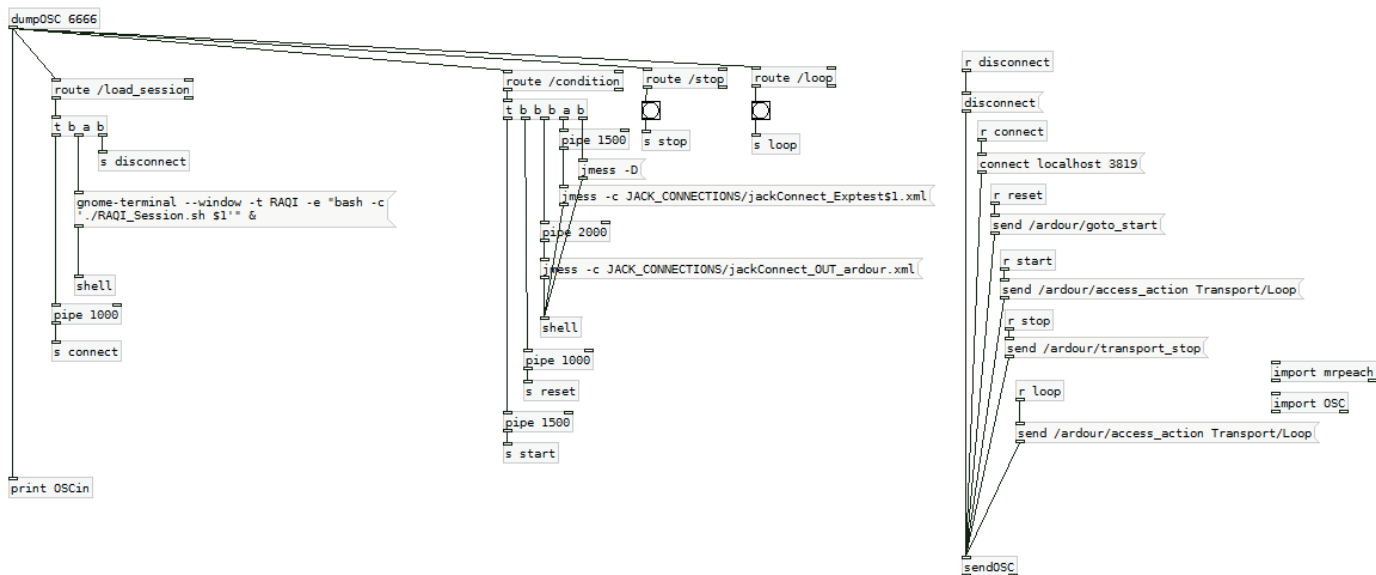 dumpOSC 6666
route /load_session
t b a b
s disconnect
gnome-terminal --window -t RAQI -e "bash -c
'./RAQI_Session.sh $1'" &
shell
pipe 1000
s connect
print OSCin
route /condition
t b b b a b
pipe 1500
jmess -D
jmess -c JACK_CONNECTIONS/jackConnect_Exptest$1.xml
pipe 2000
jmess -c JACK_CONNECTIONS/jackConnect_OUT_ardour.xml
shell
pipe 1000
s reset
pipe 1500
s start
route /stop
s stop
route /loop
s loop
r disconnect
disconnect
r connect
connect localhost 3819
r reset
send /ardour/goto_start
r start
send /ardour/access_action Transport/Loop
r stop
send /ardour/transport_stop
r loop
send /ardour/access_action Transport/Loop
sendOSC
import mrpeach
import OSC